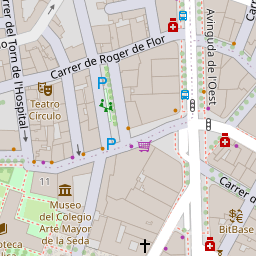 Carrer del Torn de l'Hospital
Carrer de Roger de Flor
Avinguda de l'Oest
Teatro
Círculo
P
P
11
Museo
del Colegio
Arte Mayor
de la Seda
Carrer d
BitBase
oteca